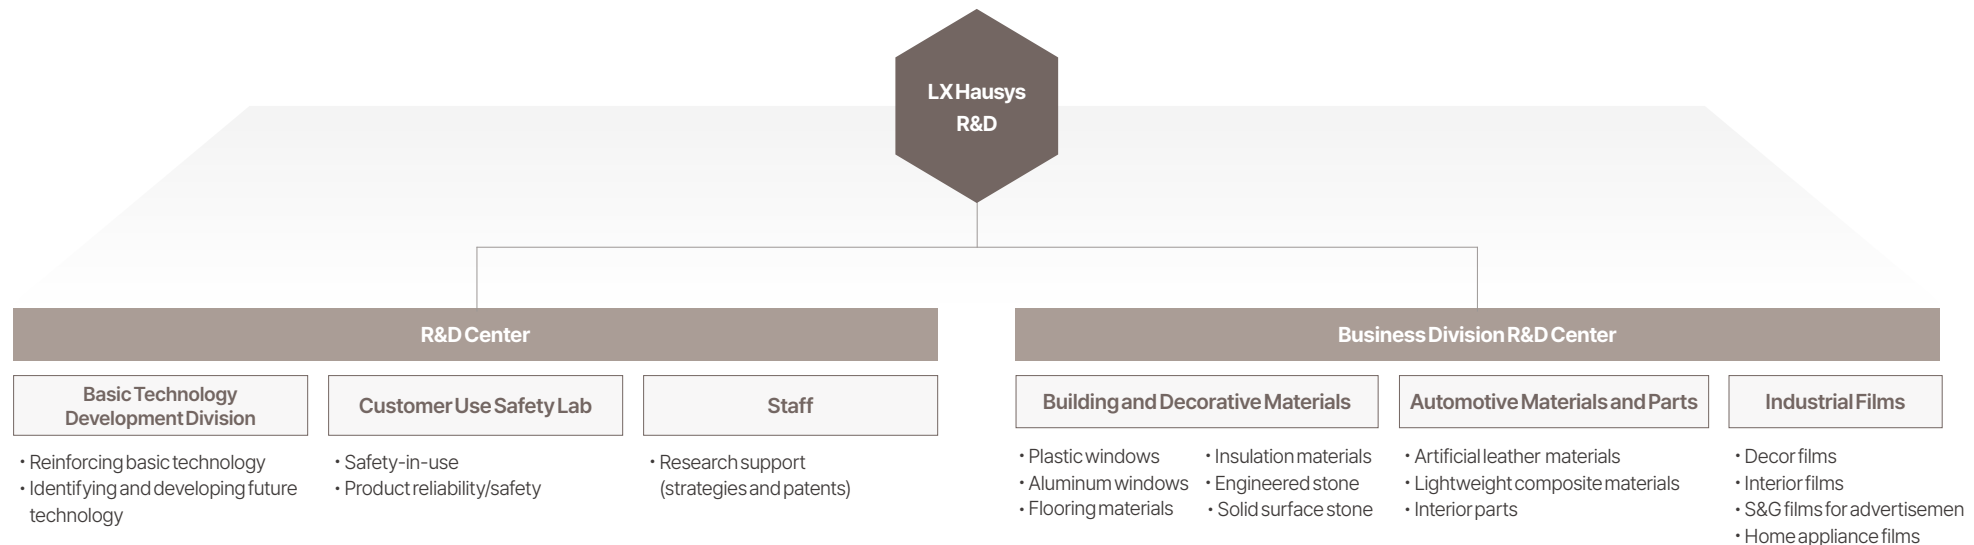 LX Hausys
R&D
R&D Center
Basic Technology
Development Division
• Reinforcing basic technology
• Identifying and developing future
technology
Customer Use Safety Lab
• Safety-in-use
• Product reliability/safety
Staff
• Research support
(strategies and patents)
Business Division R&D Center
Building and Decorative Materials
• Plastic windows
• Aluminum windows
• Flooring materials
• Insulation materials
• Engineered stone
• Solid surface stone
Automotive Materials and Parts
• Artificial leather materials
• Lightweight composite materials
• Interior parts
Industrial Films
• Decor films
• Interior films
• S&G films for advertisemen
• Home appliance films